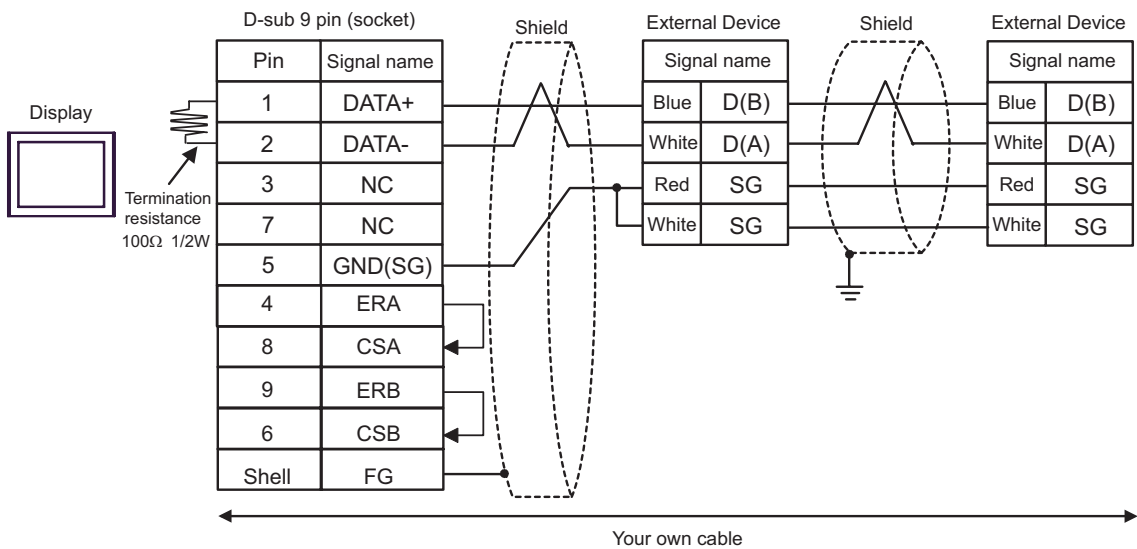 D-sub 9 pin (socket)
Shield
External Device
Shield
External Device
Pin Signal name
Signal name
Signal name
1 DATA+
Blue D(B)
Blue D(B)
Display
2 DATA-
White D(A)
White D(A)
3 NC
Red SG
Red SG
Termination
resistance
100Ω 1/2W
7 NC
White SG
White SG
5 GND(SG)
4 ERA
8 CSA
9 ERB
6 CSB
Shell FG
Your own cable